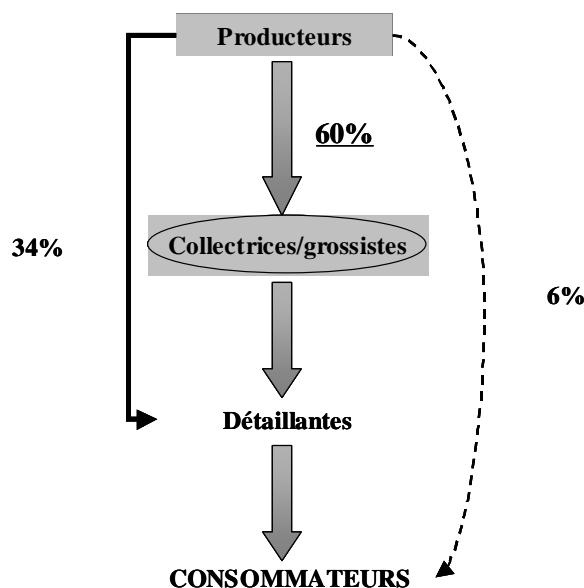 Producteurs
60%
Collectrices/grossistes
34%
6%
Détaillantes
CONSOMMATEURS